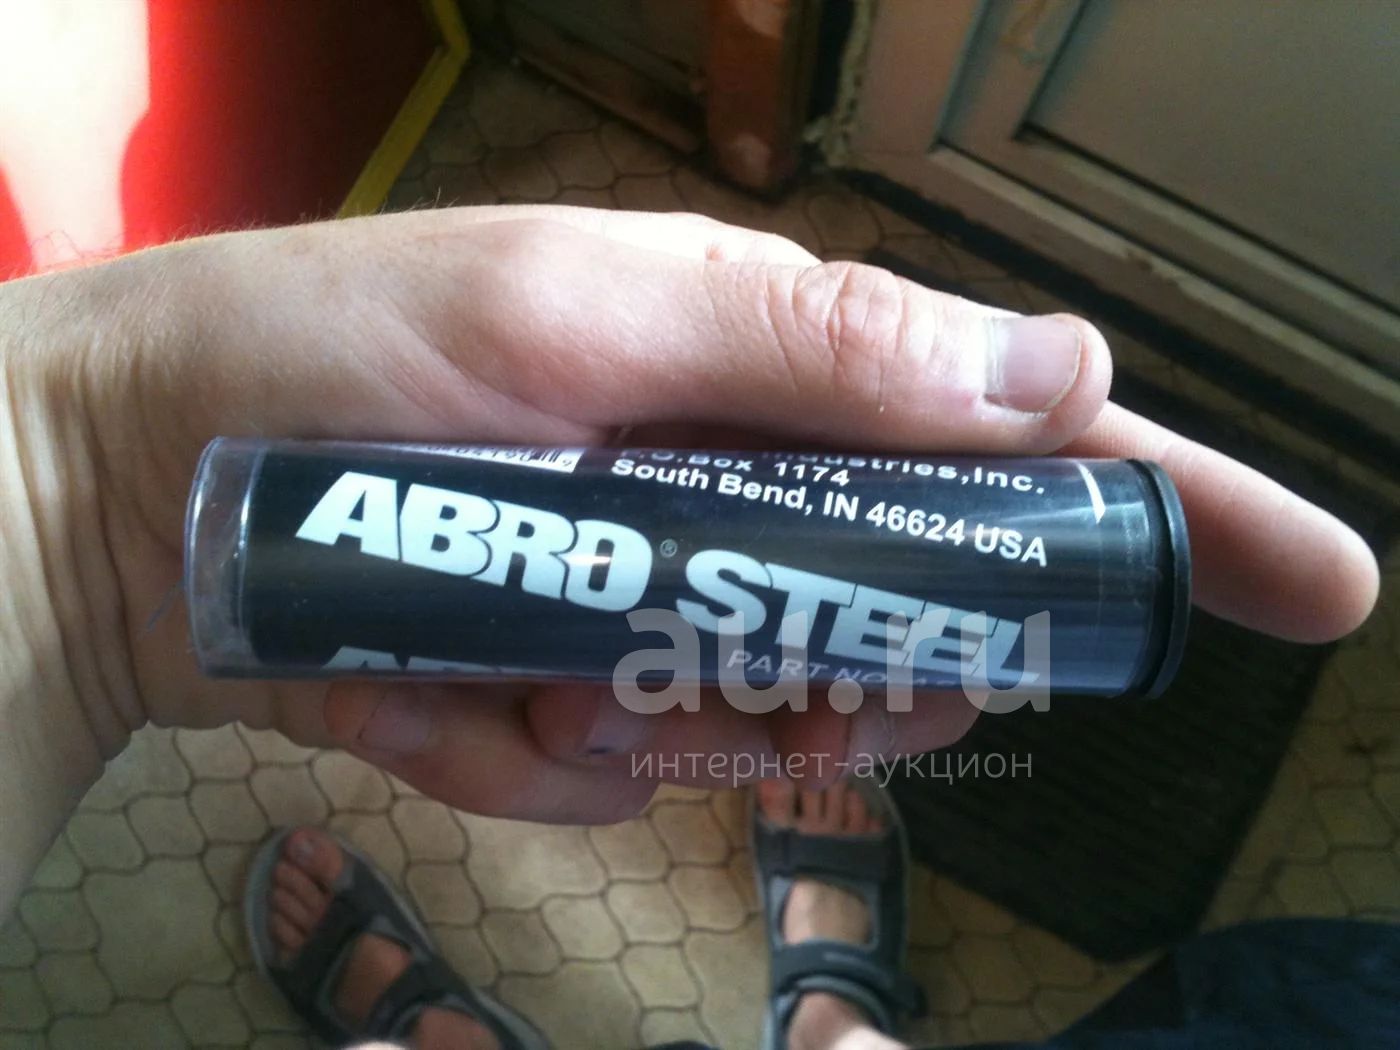 Industries,Inc.
P.O.Box 1174
South Bend, IN 46624 USA
ABRO® STEEL
PART NO.
au.ru
интернет-аукцион